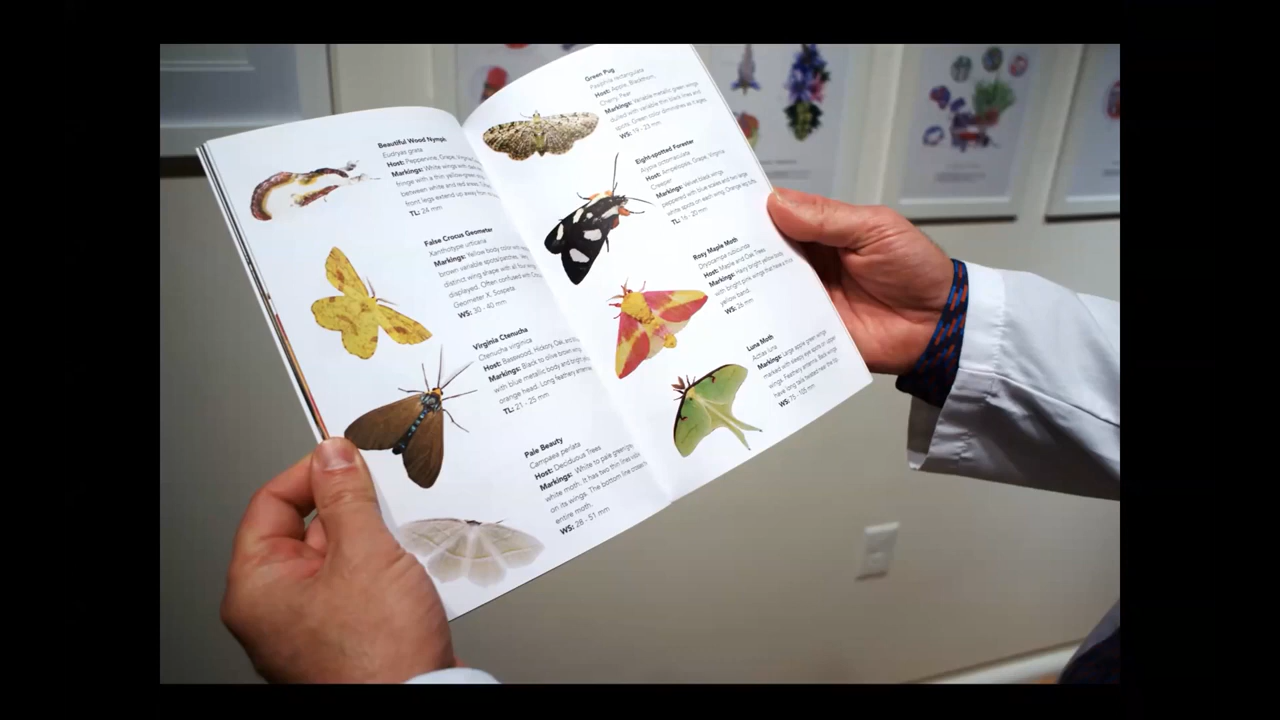 Beautiful Wood Nymph
Eudryas grata
Host: Peppervine, Grape, Virginia
Markings: White wings with
fringe with a thin yellow-green
between white and red areas.
front legs extend up away from
TL: 24 mm
False Crocus Geometer
Xanthotype urticaria
Markings: Yellow body color with
brown variable spots/patches.
distinct wing shape with all four wings
displayed. Often confused with Crocus
Geometer X. Sospeta
WS: 30 - 40 mm
Virginia Ctenucha
Ctenucha virginica
Host: Basswood, Hickory, Oak, and
Markings: Black to olive brown wings
with blue metallic body and bright
orange head. Long feathery antennae
TL: 21 - 25 mm
Pale Beauty
Campaea perlata
Host: Deciduous Trees
Markings: White to pale greenish
white moth. It has two thin lines
on its wings. The bottom line crosses
entire moth.
WS: 28 - 51 mm
Green Pug
Pasiphila rectangulata
Host: Apple, Blackthorn,
Cherry, Pear
Markings: Variable metallic green wings
dulled with variable thin black lines and
spots. Green color diminishes as it ages.
WS: 19 - 23 mm
Eight-spotted Forester
Alypia octomaculata
Host: Ampelopsis, Grape, Virginia
Creeper
Markings: Velvet black wings
peppered with blue scales and two large
white spots on each wing. Orange leg tufts.
TL: 16 - 20 mm
Rosy Maple Moth
Dryocampa rubicunda
Host: Maple and Oak Trees
Markings: Hairy bright yellow body
with bright pink wings that have a thick
yellow band.
WS: 26 mm
Luna Moth
Actias luna
Markings: Large apple green wings
marked with sleepy eye spots on upper
wings. Feathery antenna. Back wings
have long tails twisted near the tip.
WS: 75 - 105 mm